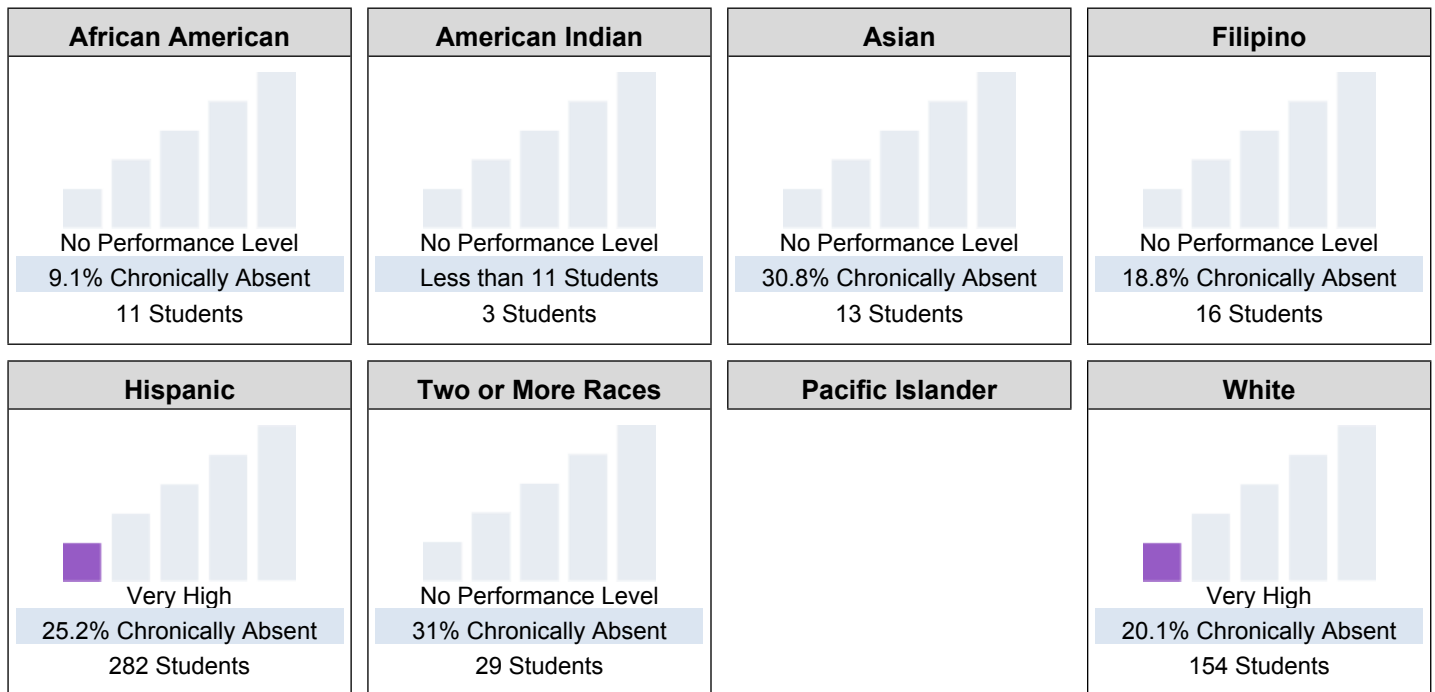 African American
No Performance Level
9.1% Chronically Absent
11 Students
American Indian
No Performance Level
Less than 11 Students
3 Students
Asian
No Performance Level
30.8% Chronically Absent
13 Students
Filipino
No Performance Level
18.8% Chronically Absent
16 Students
Hispanic
Very High
25.2% Chronically Absent
282 Students
Two or More Races
No Performance Level
31% Chronically Absent
29 Students
Pacific Islander
White
Very High
20.1% Chronically Absent
154 Students